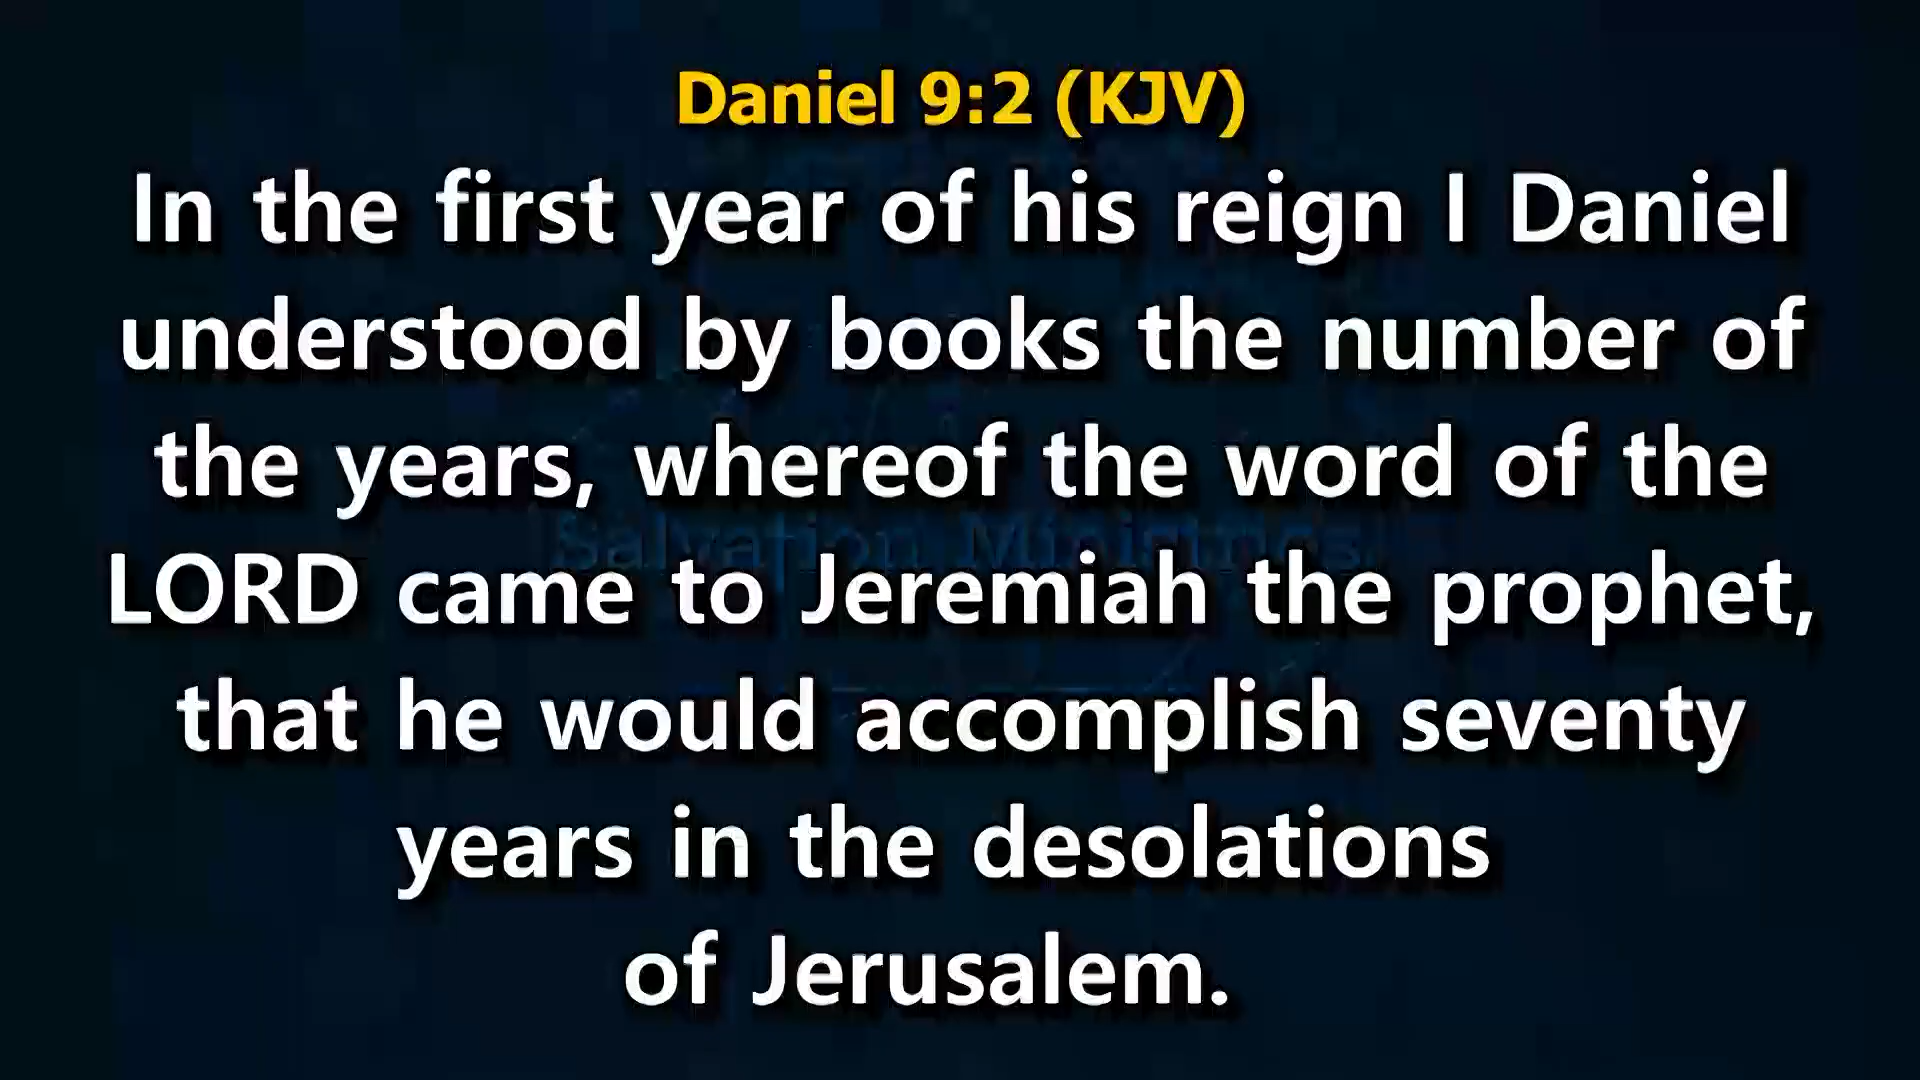 Daniel 9:2 (KJV)
In the first year of his reign I Daniel
understood by books the number of
the years, whereof the word of the
Salvation Ministries
LORD came to Jeremiah the prophet,
that he would accomplish seventy
years in the desolations
of Jerusalem.